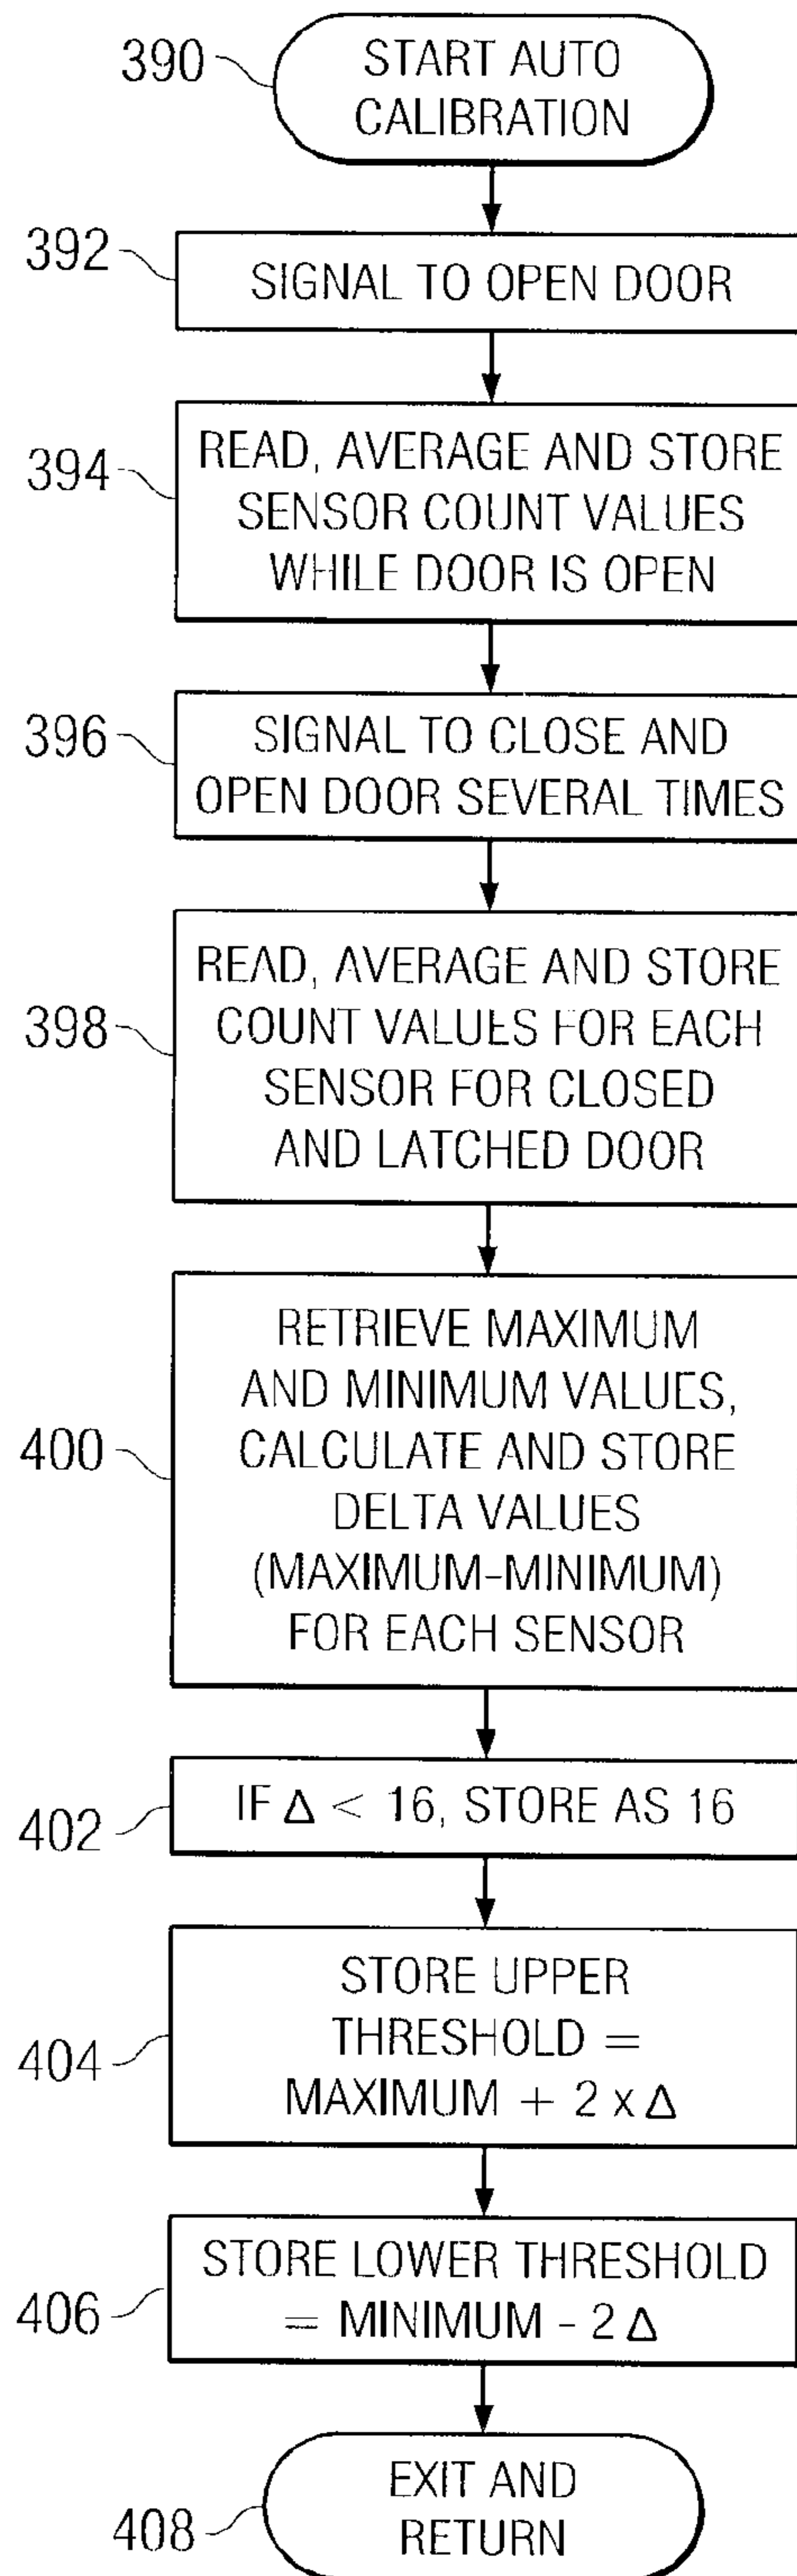 390
START AUTO
CALIBRATION
392
SIGNAL TO OPEN DOOR
394
READ, AVERAGE AND STORE
SENSOR COUNT VALUES
WHILE DOOR IS OPEN
396
SIGNAL TO CLOSE AND
OPEN DOOR SEVERAL TIMES
398
READ, AVERAGE AND STORE
COUNT VALUES FOR EACH
SENSOR FOR CLOSED
AND LATCHED DOOR
400
RETRIEVE MAXIMUM
AND MINIMUM VALUES,
CALCULATE AND STORE
DELTA VALUES
(MAXIMUM-MINIMUM)
FOR EACH SENSOR
402
IF Δ < 16, STORE AS 16
404
STORE UPPER
THRESHOLD =
MAXIMUM + 2 x Δ
406
STORE LOWER THRESHOLD
= MINIMUM - 2 Δ
408
EXIT AND
RETURN